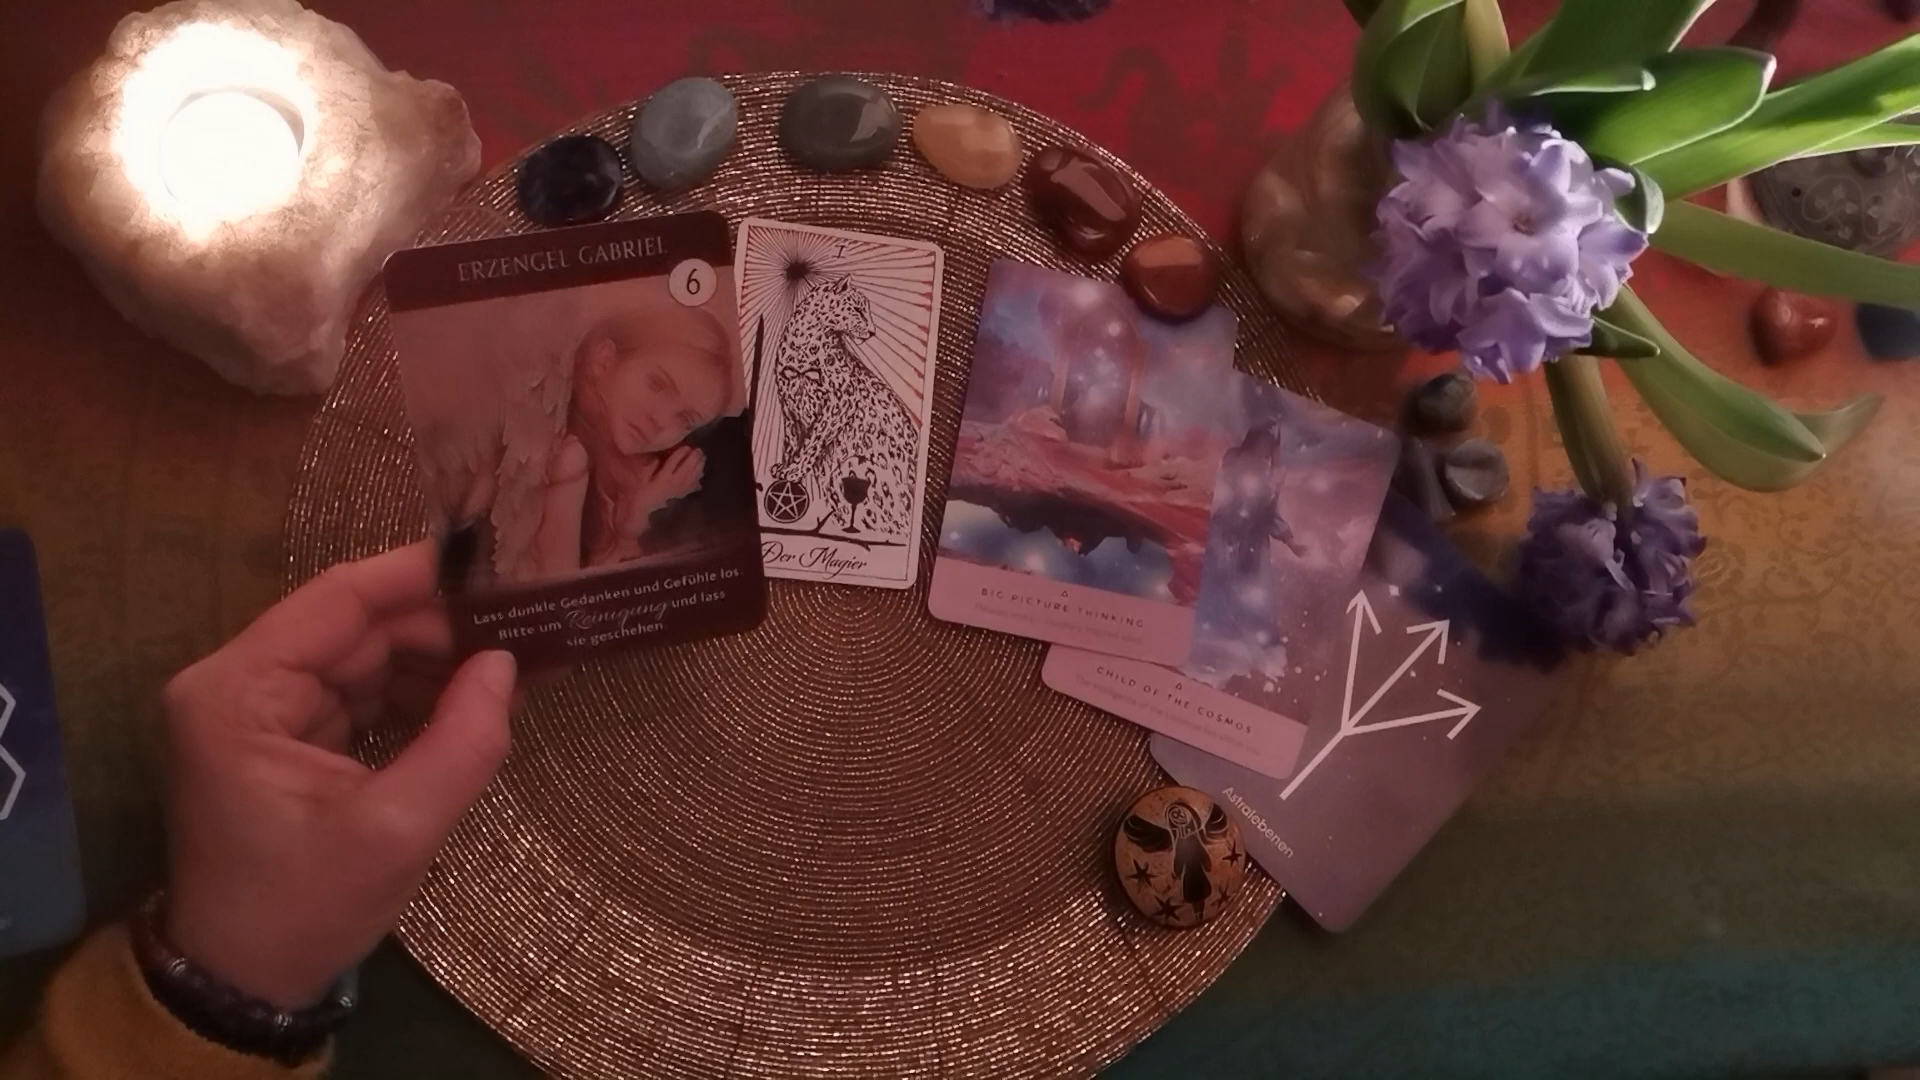 ERZENGEL GABRIEL
6
Lass dunkle Gedanken und Gefühle los.
Bitte um Reinigung und lass
sie geschehen
I
Der Magier
BIG PICTURE THINKING
CHILD OF THE COSMOS
Astralebenen